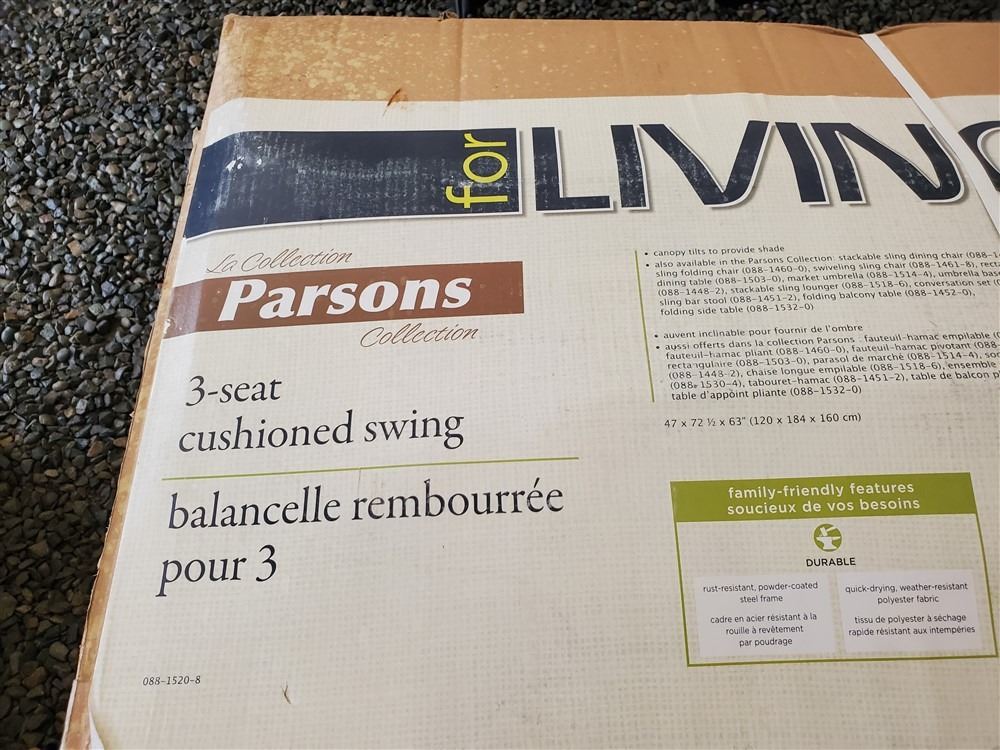 for LIVIN
La Collection
Parsons
Collection
3-seat
cushioned swing
balancelle rembourrée
pour 3
088-1520-8
• canopy tilts to provide shade
• also available in the Parsons Collection: stackable sling dining chair (088-1
sling folding chair (088-1460-0), swiveling sling chair (088-1461-8), rect
dining table (088-1503-0), market umbrella (088-1514-4), umbrella bas
(088-1448-2), stackable sling lounger (088-1518-6), conversation set
sling bar stool (088-1451-2), folding balcony table (088-1452-0),
folding side table (088-1532-0)
• auvent inclinable pour fournir de l'ombre
• aussi offerts dans la collection Parsons : fauteuil-hamac empilable (
fauteuil-hamac pliant (088-1460-0), fauteuil-hamac pivotant (088-
rectangulaire (088-1503-0), parasol de marché (088-1514-4), so
(088-1448-2), chaise longue empilable (088-1518-6), ensemble
(088-1530-4), tabouret-hamac (088-1451-2), table de balcon p
table d'appoint pliante (088-1532-0)
47 x 72 ½ x 63" (120 x 184 x 160 cm)
family-friendly features
soucieux de vos besoins
DURABLE
rust-resistant, powder-coated
steel frame
cadre en acier résistant à la
rouille à revêtement
par poudrage
quick-drying, weather-resistant
polyester fabric
tissu de polyester à séchage
rapide résistant aux intempéries